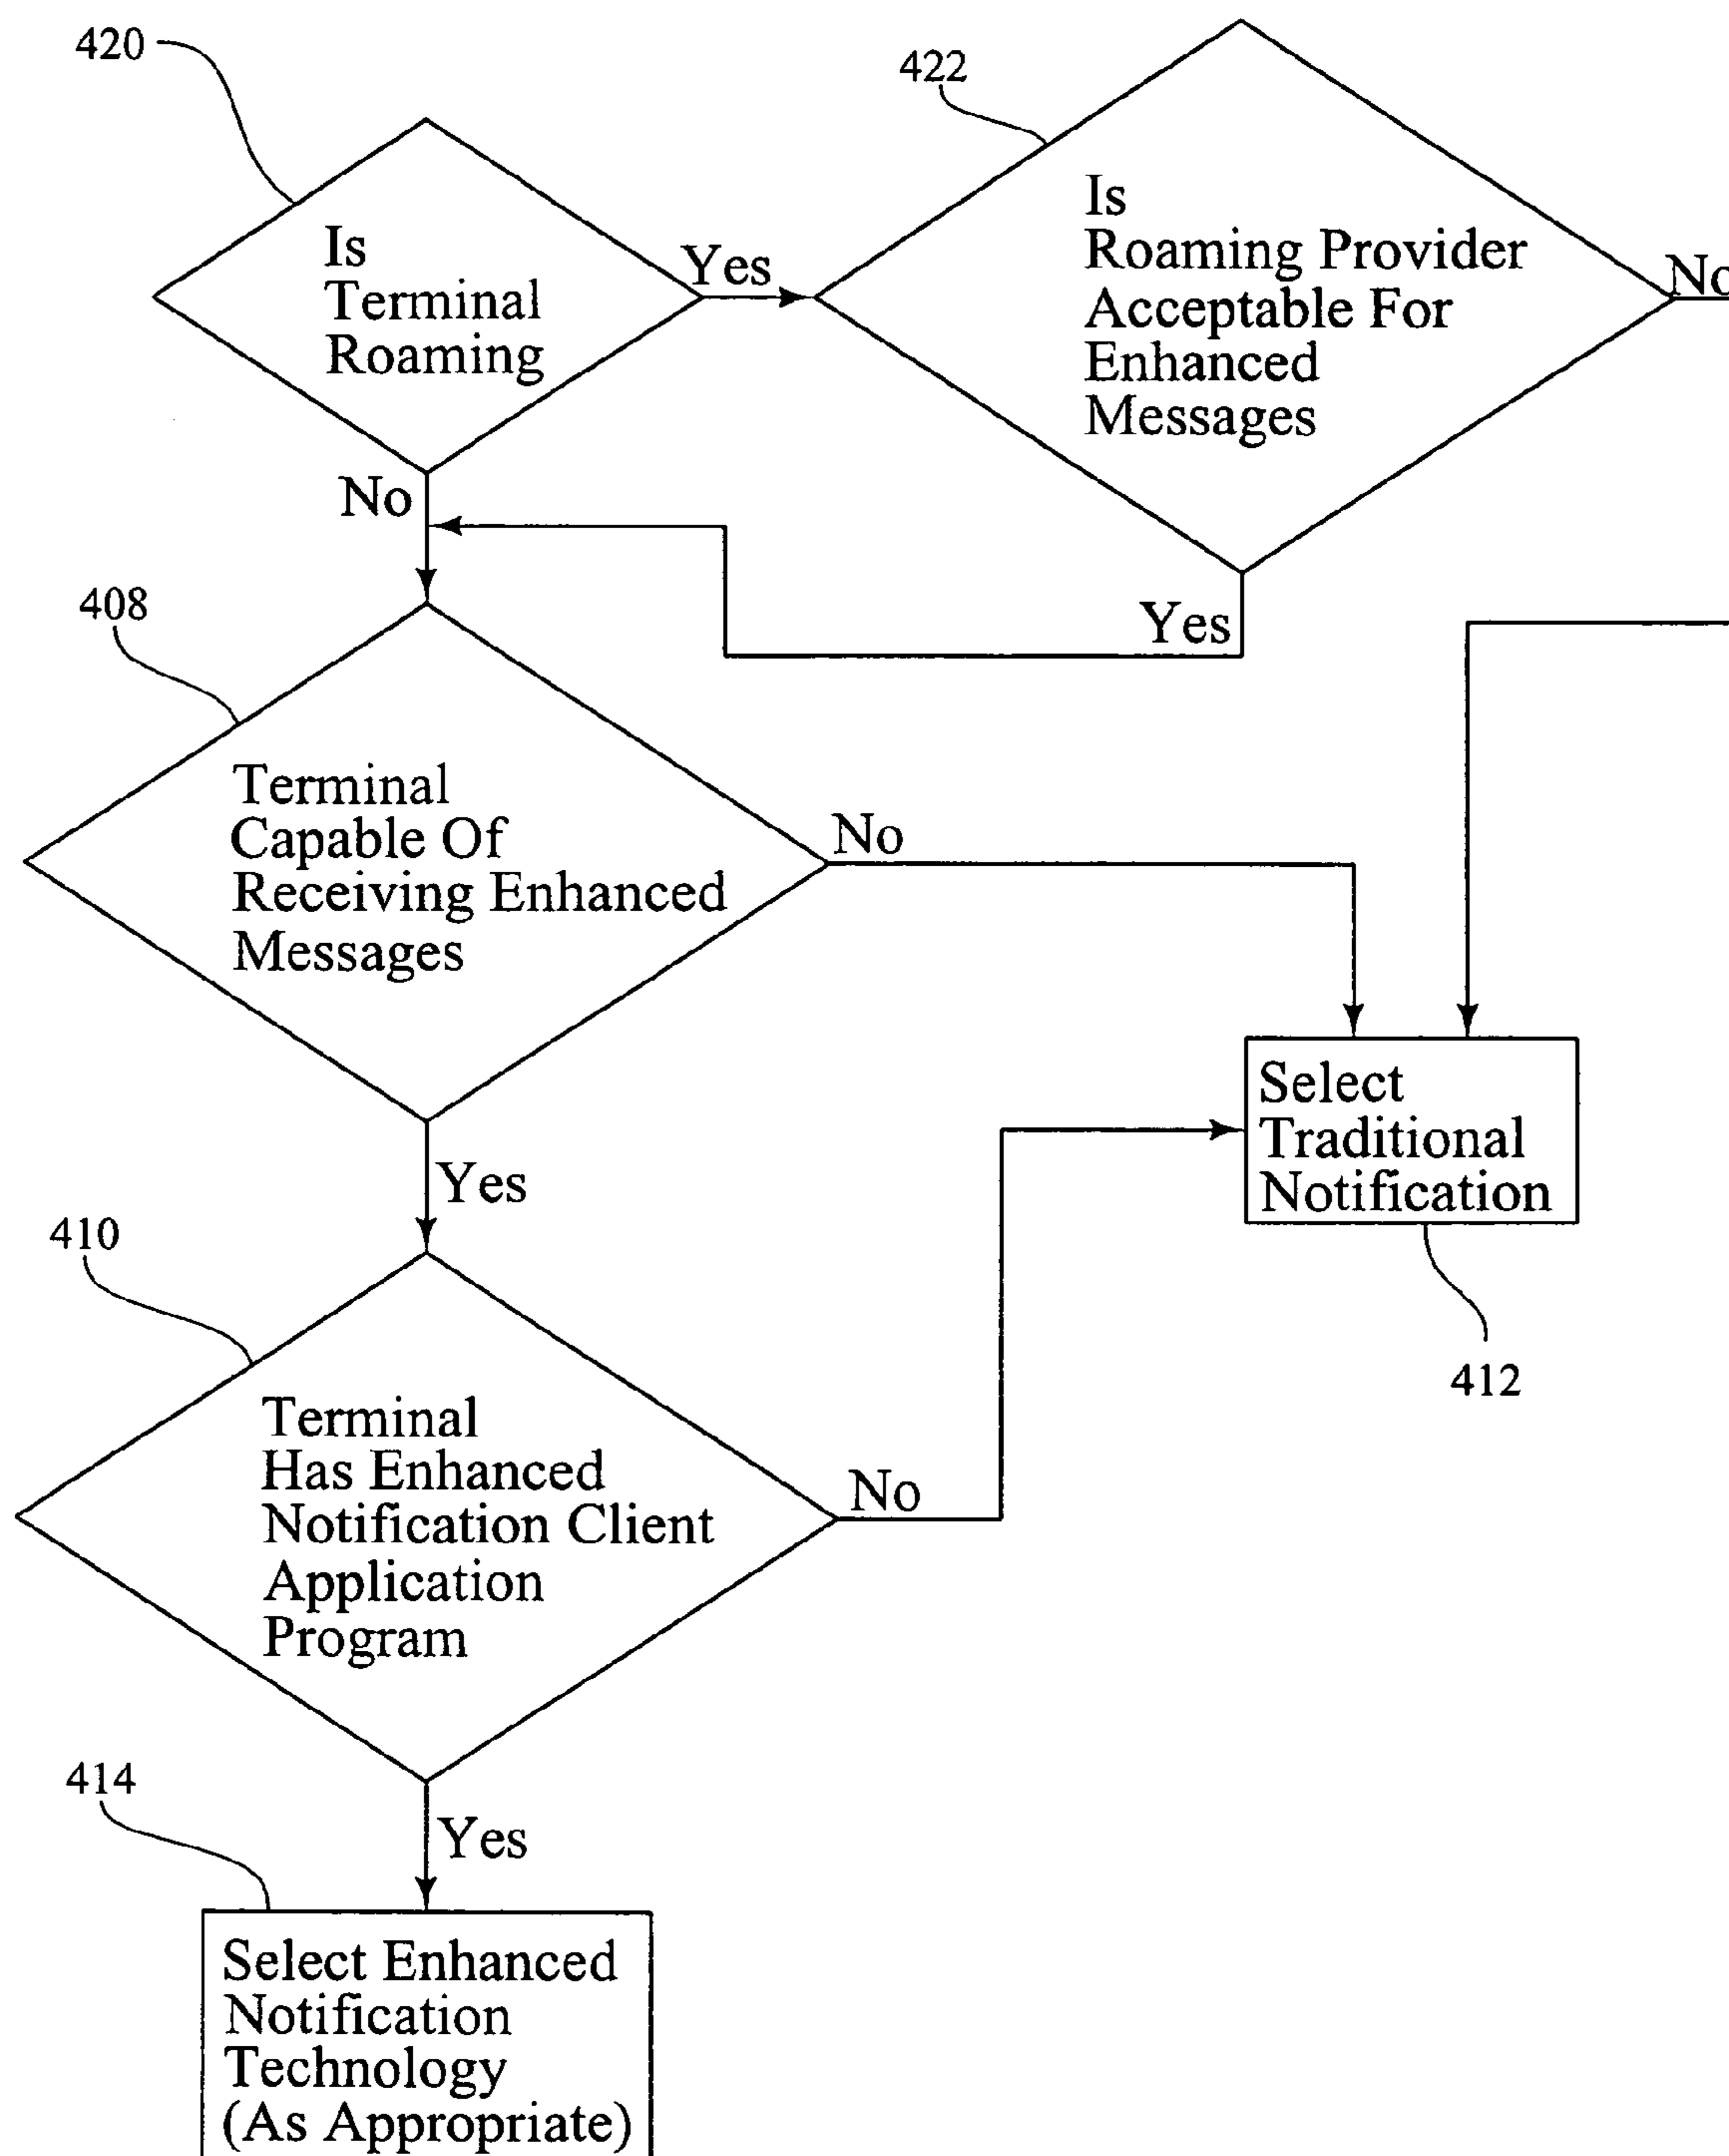 420
422
Is
Terminal
Roaming
Yes
Is
Roaming Provider
Acceptable For
Enhanced
Messages
No
No
Yes
408
Terminal
Capable Of
Receiving Enhanced
Messages
No
Yes
Select
Traditional
Notification
412
410
Terminal
Has Enhanced
Notification Client
Application
Program
No
Yes
414
Select Enhanced
Notification
Technology
(As Appropriate)